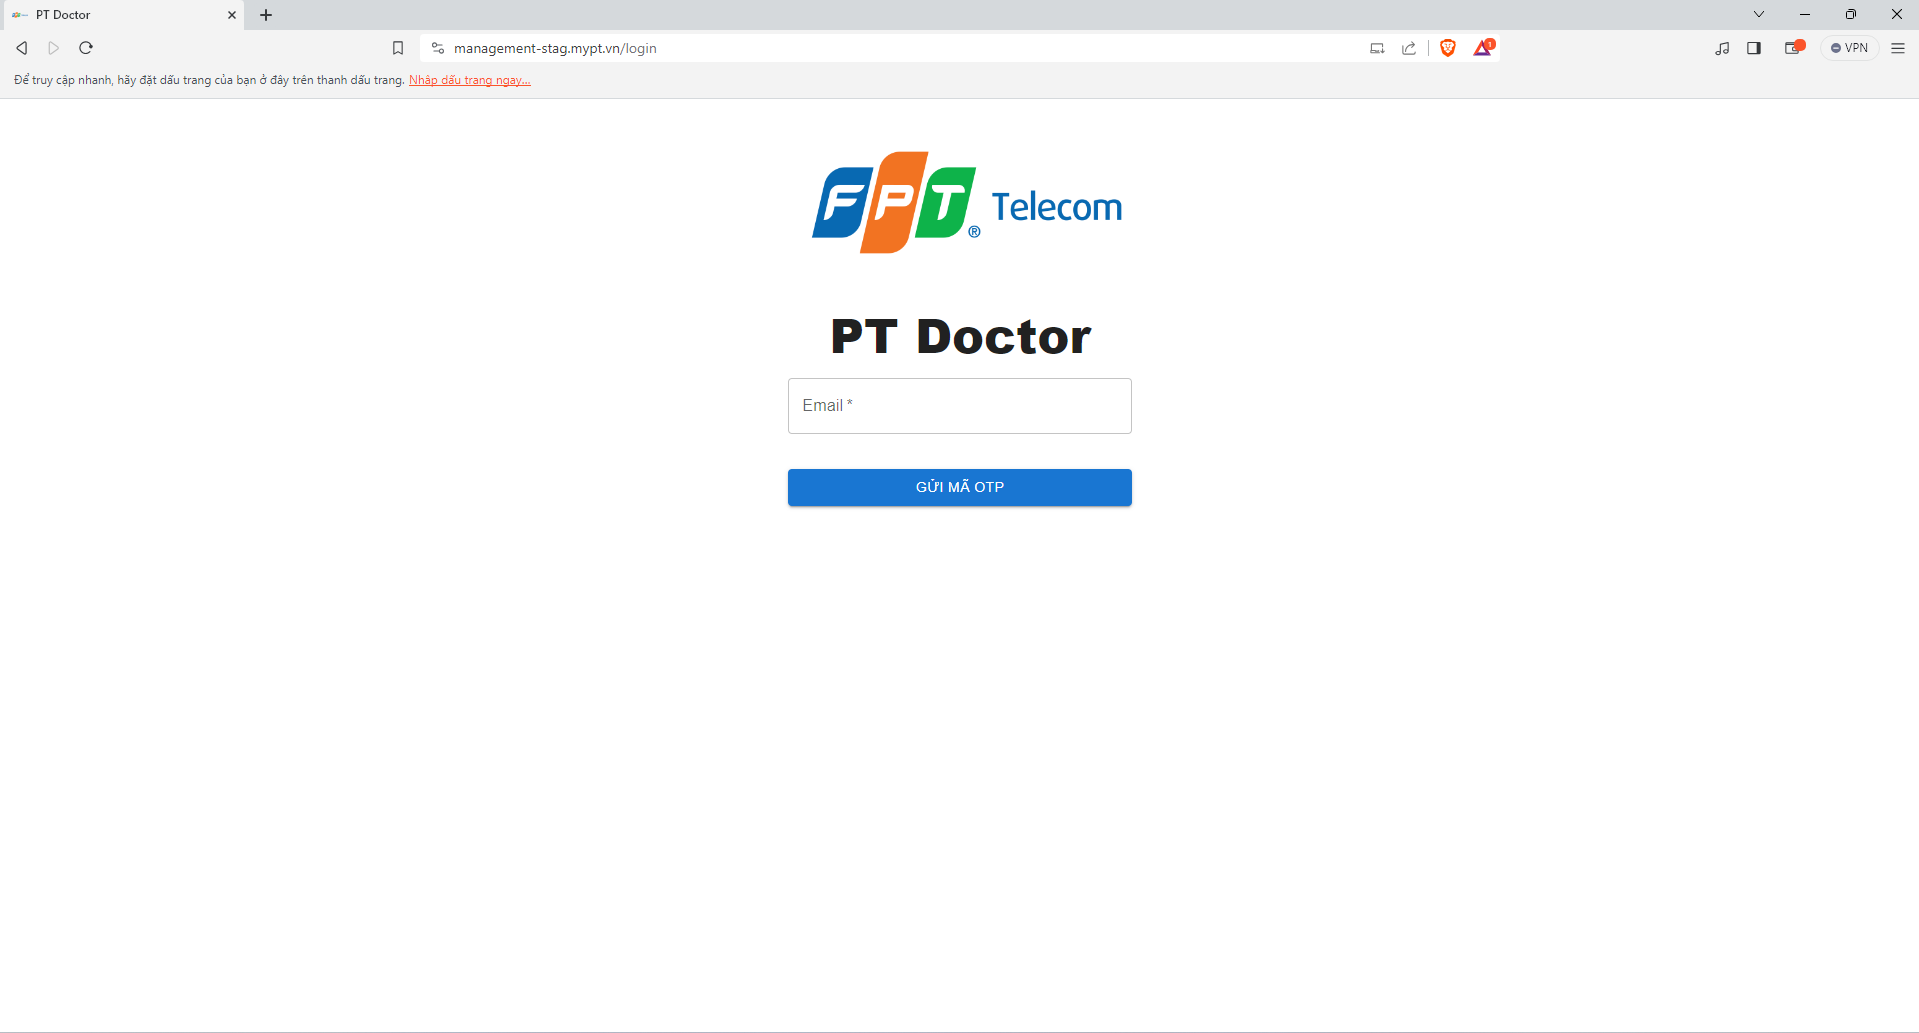 PT Doctor
management-stag.mypt.vn/login
1
VPN
Để truy cập nhanh, hãy đặt dấu trang của bạn ở đây trên thanh dấu trang. Nhập dấu trang ngay...
FPT® Telecom
PT Doctor
Email *
GỬI MÃ OTP